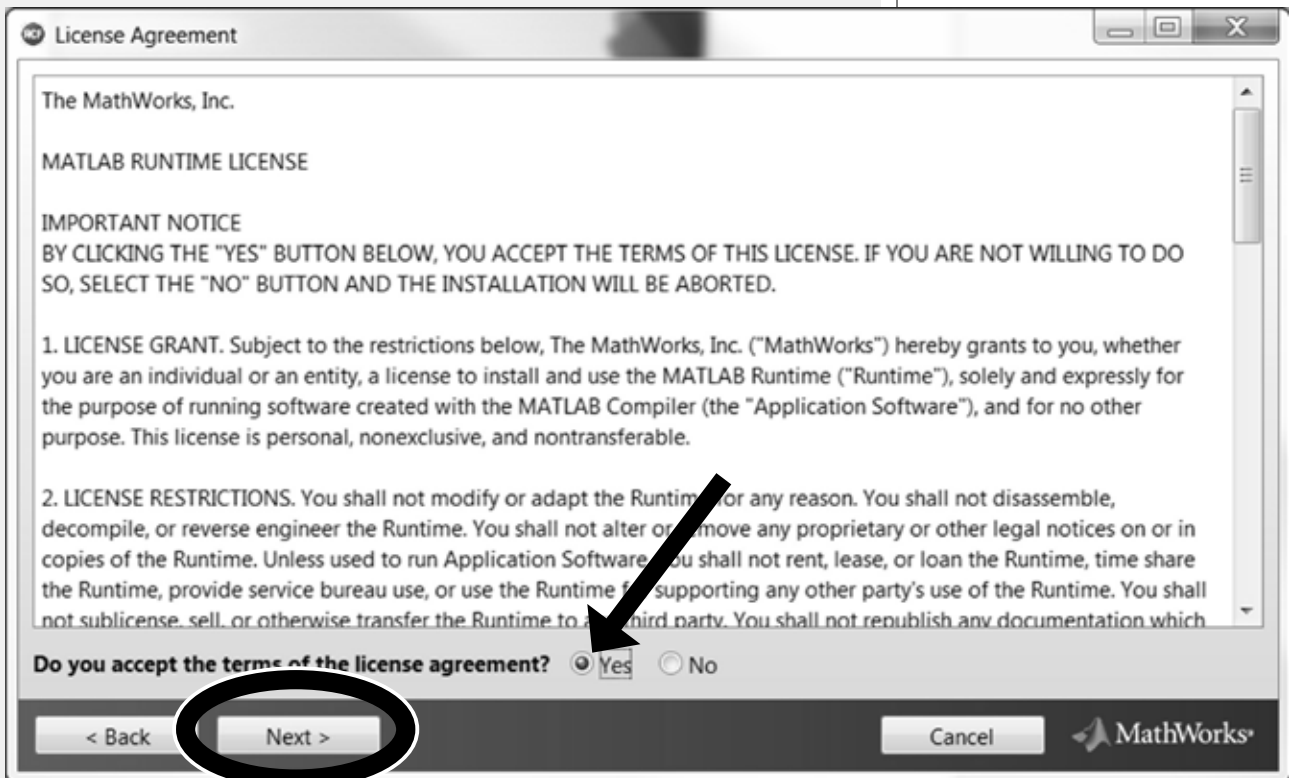 License Agreement
The MathWorks, Inc.
MATLAB RUNTIME LICENSE
IMPORTANT NOTICE
BY CLICKING THE "YES" BUTTON BELOW, YOU ACCEPT THE TERMS OF THIS LICENSE. IF YOU ARE NOT WILLING TO DO
SO, SELECT THE "NO" BUTTON AND THE INSTALLATION WILL BE ABORTED.
1. LICENSE GRANT. Subject to the restrictions below, The MathWorks, Inc. ("MathWorks") hereby grants to you, whether
you are an individual or an entity, a license to install and use the MATLAB Runtime ("Runtime"), solely and expressly for
the purpose of running software created with the MATLAB Compiler (the "Application Software"), and for no other
purpose. This license is personal, nonexclusive, and nontransferable.
2. LICENSE RESTRICTIONS. You shall not modify or adapt the Runtime for any reason. You shall not disassemble,
decompile, or reverse engineer the Runtime. You shall not alter or remove any proprietary or other legal notices on or in
copies of the Runtime. Unless used to run Application Software, you shall not rent, lease, or loan the Runtime, time share
the Runtime, provide service bureau use, or use the Runtime for supporting any other party's use of the Runtime. You shall
not sublicense, sell, or otherwise transfer the Runtime to any third party. You shall not republish any documentation which
Do you accept the terms of the license agreement? Yes No
< Back Next > Cancel MathWorks